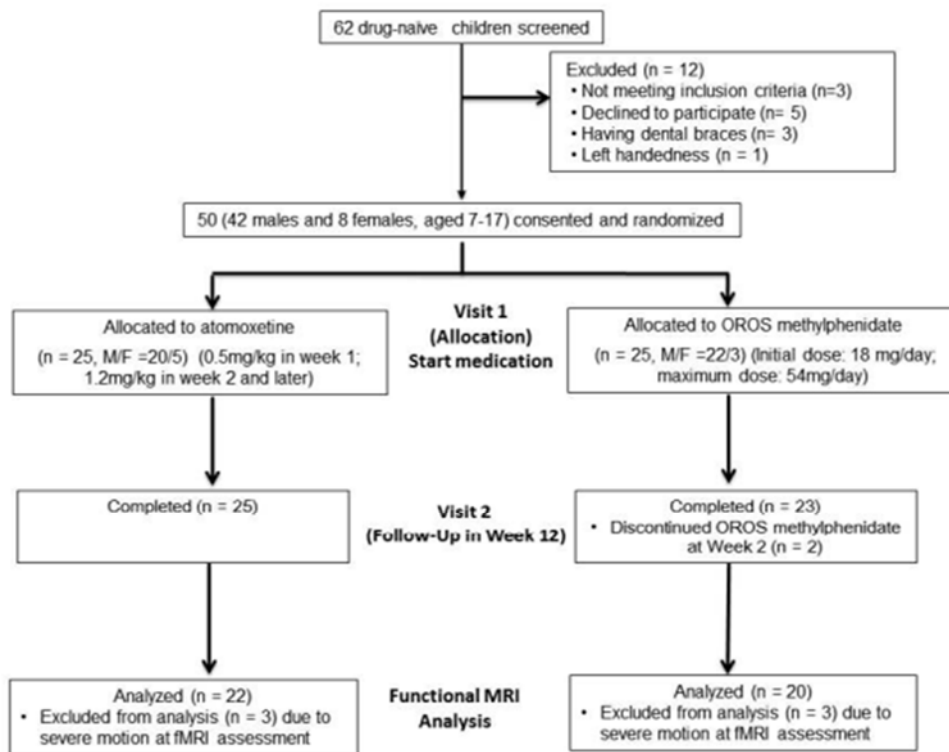 62 drug-naïve children screened
Excluded (n = 12)
• Not meeting inclusion criteria (n=3)
• Declined to participate (n= 5)
• Having dental braces (n= 3)
• Left handedness (n = 1)
50 (42 males and 8 females, aged 7-17) consented and randomized
Visit 1
(Allocation)
Start medication
Allocated to atomoxetine
(n = 25, M/F =20/5) (0.5mg/kg in week 1;
1.2mg/kg in week 2 and later)
Allocated to OROS methylphenidate
(n = 25, M/F =22/3) (Initial dose: 18 mg/day;
maximum dose: 54mg/day)
Completed (n = 25)
Visit 2
(Follow-Up in Week 12)
Completed (n = 23)
• Discontinued OROS methylphenidate
at Week 2 (n = 2)
Analyzed (n = 22)
• Excluded from analysis (n = 3) due to
severe motion at fMRI assessment
Functional MRI
Analysis
Analyzed (n = 20)
• Excluded from analysis (n = 3) due to
severe motion at fMRI assessment